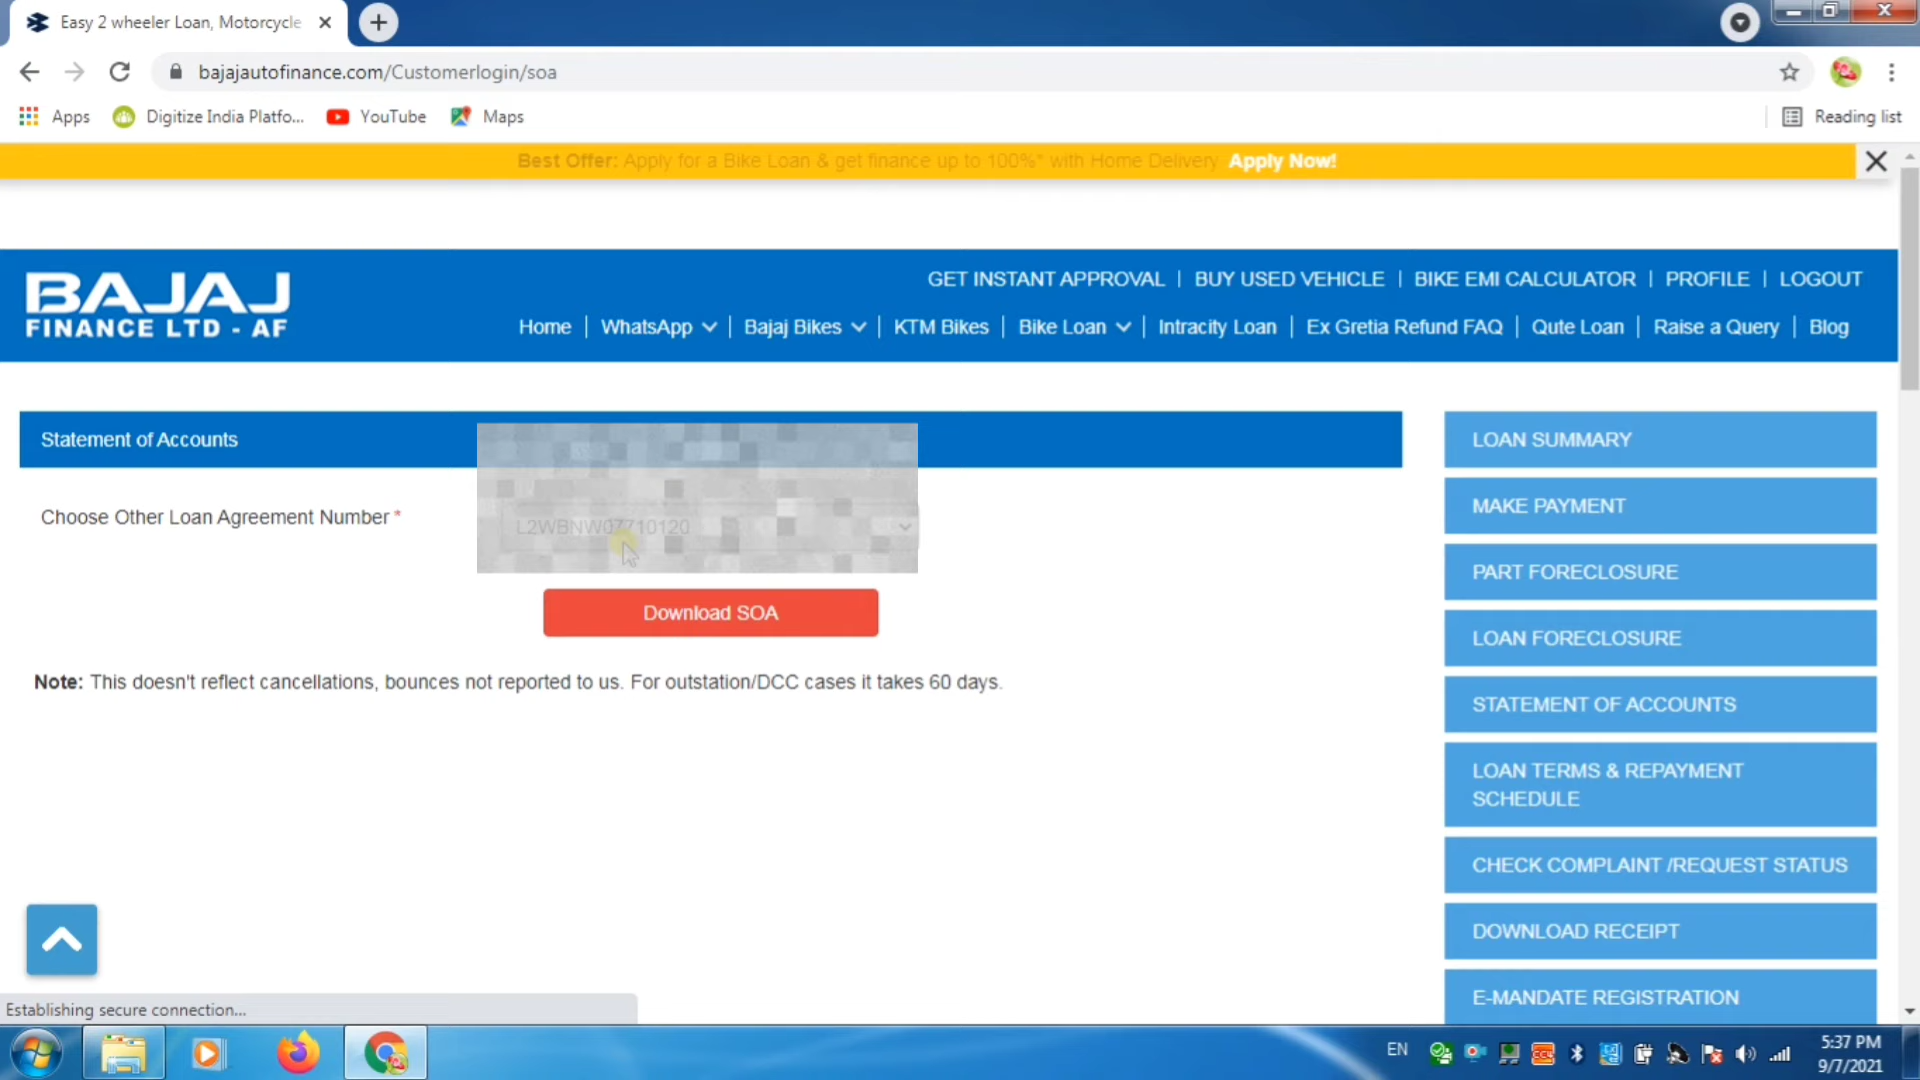 Easy 2 wheeler Loan, Motorcycle
bajajautofinance.com/Customerlogin/soa
Apps Digitize India Platfo... YouTube Maps Reading list
Best Offer: Apply for a Bike Loan & get finance up to 100%* with Home Delivery Apply Now!
BAJAJ
FINANCE LTD - AF
GET INSTANT APPROVAL | BUY USED VEHICLE | BIKE EMI CALCULATOR | PROFILE | LOGOUT
Home | WhatsApp | Bajaj Bikes | KTM Bikes | Bike Loan | Intracity Loan | Ex Gretia Refund FAQ | Qute Loan | Raise a Query | Blog
Statement of Accounts
Choose Other Loan Agreement Number *
Download SOA
Note: This doesn't reflect cancellations, bounces not reported to us. For outstation/DCC cases it takes 60 days.
LOAN SUMMARY
MAKE PAYMENT
PART FORECLOSURE
LOAN FORECLOSURE
STATEMENT OF ACCOUNTS
LOAN TERMS & REPAYMENT
SCHEDULE
CHECK COMPLAINT /REQUEST STATUS
DOWNLOAD RECEIPT
E-MANDATE REGISTRATION
Establishing secure connection...
EN
5:37 PM
9/7/2021